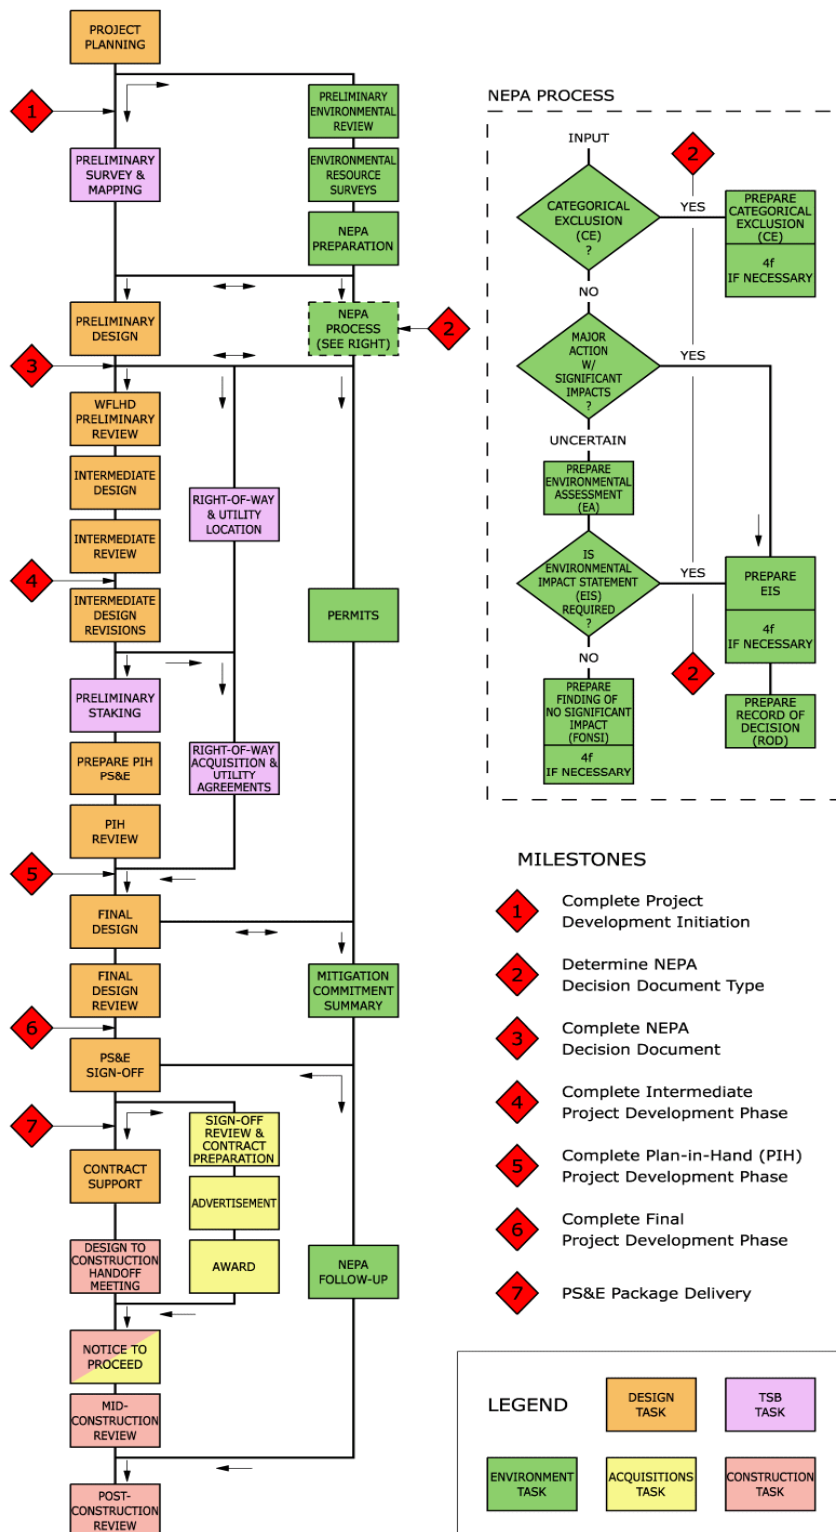 PROJECT
PLANNING
1
PRELIMINARY
ENVIRONMENTAL
REVIEW
PRELIMINARY
SURVEY &
MAPPING
ENVIRONMENTAL
RESOURCE
SURVEYS
NEPA
PREPARATION
PRELIMINARY
DESIGN
NEPA
PROCESS
(SEE RIGHT)
2
3
WFLHD
PRELIMINARY
REVIEW
INTERMEDIATE
DESIGN
RIGHT-OF-WAY
& UTILITY
LOCATION
INTERMEDIATE
REVIEW
4
INTERMEDIATE
DESIGN
REVISIONS
PERMITS
PRELIMINARY
STAKING
PREPARE PIH
PS&E
RIGHT-OF-WAY
ACQUISITION &
UTILITY
AGREEMENTS
PIH
REVIEW
5
FINAL
DESIGN
FINAL
DESIGN
REVIEW
MITIGATION
COMMITMENT
SUMMARY
6
PS&E
SIGN-OFF
7
SIGN-OFF
REVIEW &
CONTRACT
PREPARATION
CONTRACT
SUPPORT
ADVERTISEMENT
DESIGN TO
CONSTRUCTION
HANDOFF
MEETING
AWARD
NEPA
FOLLOW-UP
NOTICE TO
PROCEED
MID-
CONSTRUCTION
REVIEW
POST-
CONSTRUCTION
REVIEW
NEPA PROCESS
INPUT
2
CATEGORICAL
EXCLUSION
(CE)
?
YES
PREPARE
CATEGORICAL
EXCLUSION
(CE)
4f
IF NECESSARY
NO
MAJOR
ACTION
W/
SIGNIFICANT
IMPACTS
?
YES
UNCERTAIN
PREPARE
ENVIRONMENTAL
ASSESSMENT
(EA)
IS
ENVIRONMENTAL
IMPACT STATEMENT
(EIS)
REQUIRED
?
YES
PREPARE
EIS
4f
IF NECESSARY
NO
2
PREPARE
FINDING OF
NO SIGNIFICANT
IMPACT
(FONSI)
4f
IF NECESSARY
PREPARE
RECORD OF
DECISION
(ROD)
MILESTONES
1 Complete Project
Development Initiation
2 Determine NEPA
Decision Document Type
3 Complete NEPA
Decision Document
4 Complete Intermediate
Project Development Phase
5 Complete Plan-in-Hand (PIH)
Project Development Phase
6 Complete Final
Project Development Phase
7 PS&E Package Delivery
LEGEND
DESIGN
TASK
TSB
TASK
ENVIRONMENT
TASK
ACQUISITIONS
TASK
CONSTRUCTION
TASK